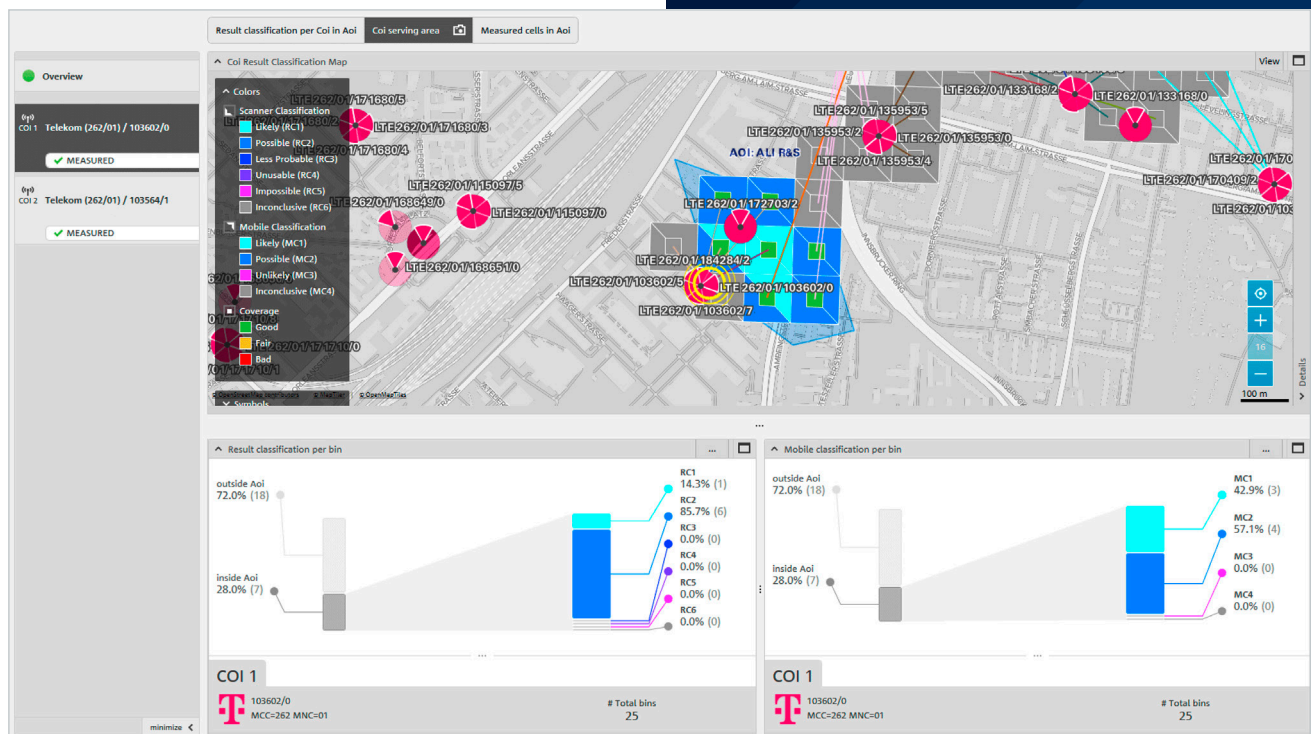 Result classification per Coi in Aoi
Coi serving area
Measured cells in Aoi
Overview
COI 1 Telekom (262/01) / 103602/0
MEASURED
COI 2 Telekom (262/01) / 103564/1
MEASURED
minimize
Coi Result Classification Map
View
Colors
Scanner Classification
Likely (RC1)
Possible (RC2)
Less Probable (RC3)
Unusable (RC4)
Impossible (RC5)
Inconclusive (RC6)
Mobile Classification
Likely (MC1)
Possible (MC2)
Unlikely (MC3)
Inconclusive (MC4)
Coverage
Good
Fair
Bad
Symbols
LTE 262/01/171680/5
LTE 262/01/171680/3
LTE 262/01/115097/5
LTE 262/01/115097/0
LTE 262/01/168651/0
AOI: ALI R&S
LTE 262/01/172703/2
LTE 262/01/184284/2
LTE 262/01/103602/5
LTE 262/01/103602/0
LTE 262/01/103602/7
LTE 262/01/135953/5
LTE 262/01/135953/2
LTE 262/01/135953/0
LTE 262/01/135953/4
LTE 262/01/133168/2
LTE 262/01/133168/0
LTE 262/01/170409/2
ORLEANSSTRASSE
FRIEDENSTRASSE
INNSBRUCKER RING
16
100 m
Details
© OpenMapTiles
...
Result classification per bin
...
outside Aoi
72.0% (18)
inside Aoi
28.0% (7)
RC1
14.3% (1)
RC2
85.7% (6)
RC3
0.0% (0)
RC4
0.0% (0)
RC5
0.0% (0)
RC6
0.0% (0)
...
COI 1
T
103602/0
MCC=262 MNC=01
# Total bins
25
Mobile classification per bin
...
outside Aoi
72.0% (18)
inside Aoi
28.0% (7)
MC1
42.9% (3)
MC2
57.1% (4)
MC3
0.0% (0)
MC4
0.0% (0)
...
COI 1
T
103602/0
MCC=262 MNC=01
# Total bins
25